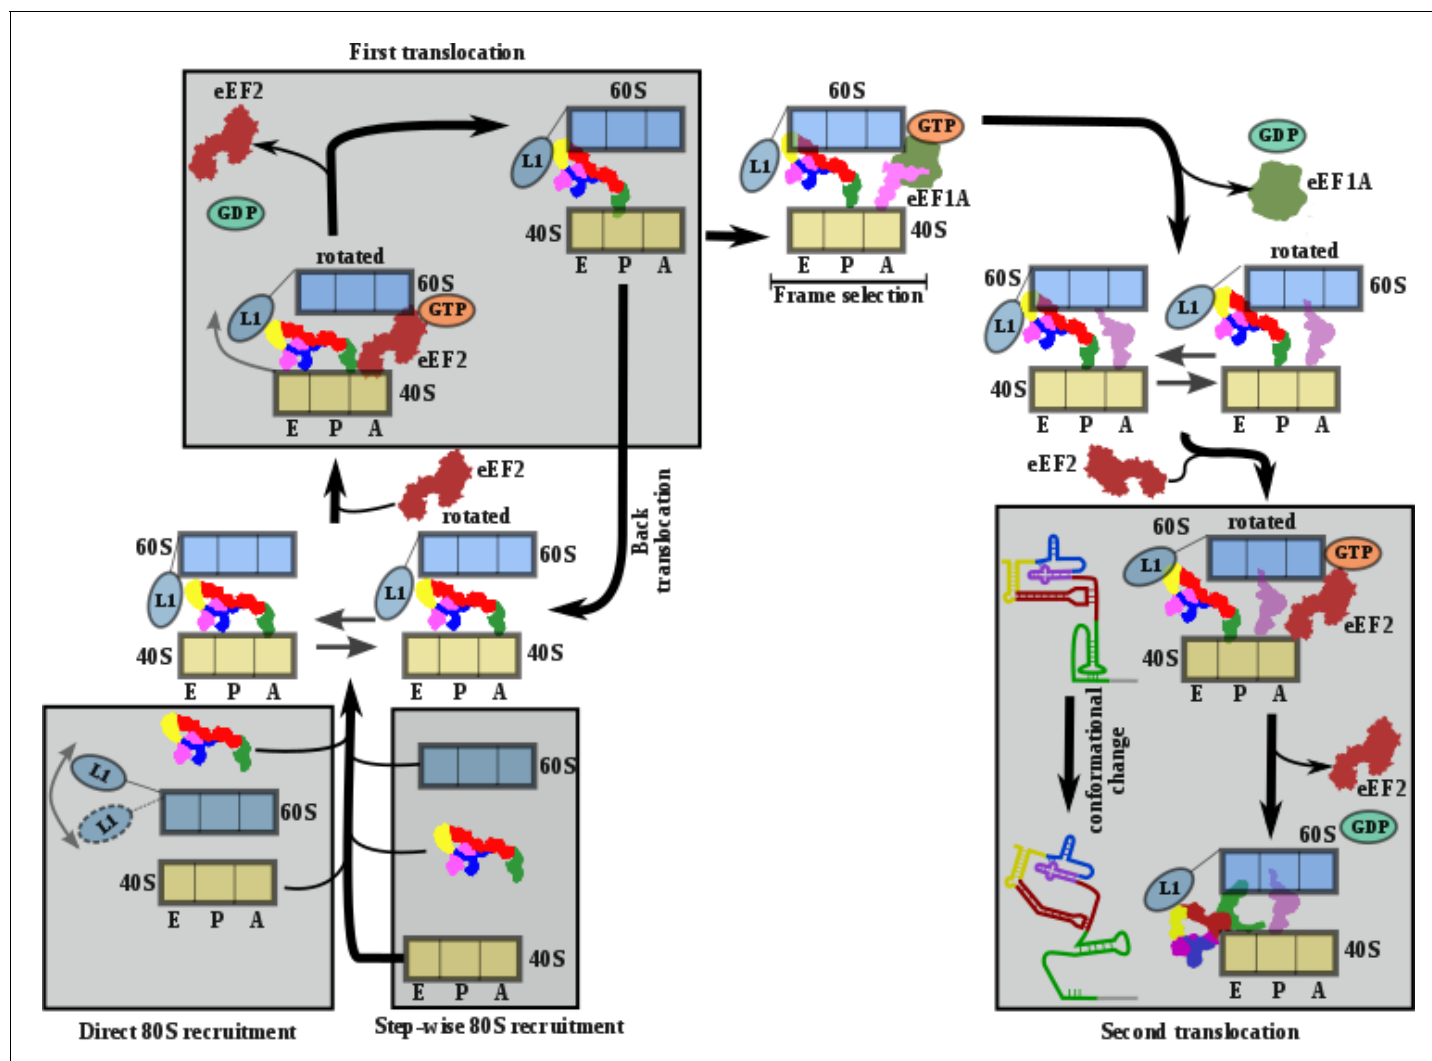 First translocation
eEF2
GDP
60S
L1
40S
E P A
rotated
60S
GTP
L1
eEF2
40S
E P A
60S
GTP
L1
eEF1A
40S
E P A
Frame selection
GDP
eEF1A
60S
L1
40S
E P A
rotated
60S
L1
E P A
eEF2
eEF2
Back
translocation
60S
L1
40S
E P A
rotated
60S
L1
40S
E P A
L1
L1
60S
40S
E P A
Direct 80S recruitment
60S
40S
E P A
Step-wise 80S recruitment
60S
rotated
GTP
L1
eEF2
40S
E P A
conformational
change
eEF2
GDP
60S
L1
40S
E P A
Second translocation